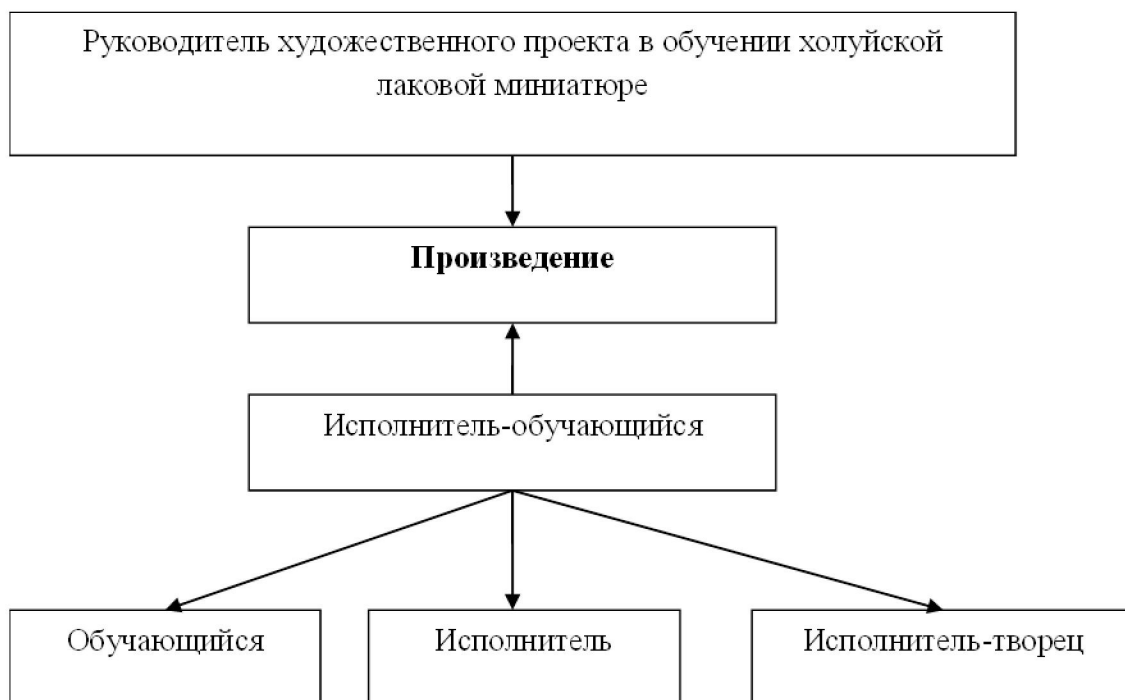 Руководитель художественного проекта в обучении холуйской
лаковой миниатюре
Произведение
Исполнитель-обучающийся
Обучающийся
Исполнитель
Исполнитель-творец